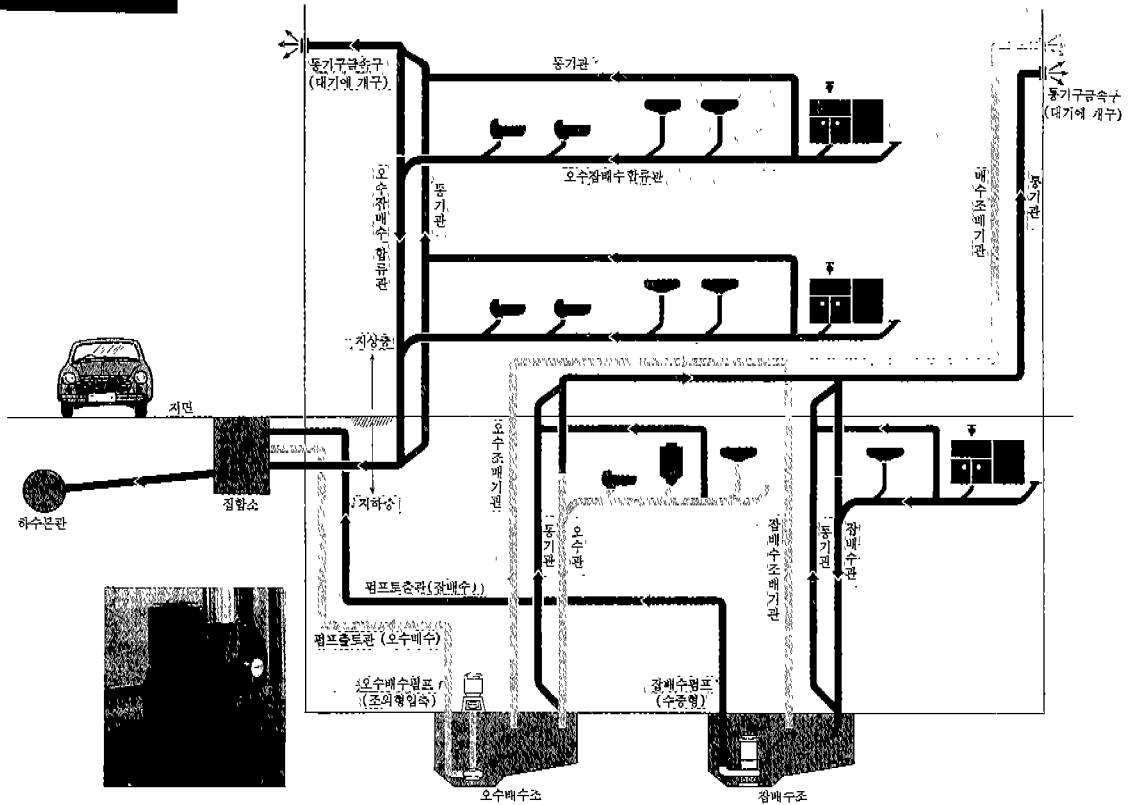 통기구금속구
(대기에 개구)
통기관
통기구금속구
(대기에 개구)
오수잡배수 합류관
오수잡배수 합류관
통기관
배수조배기관
통기관
지상층
지면
집합소
하수본관
지하층
오수조배기관
통기관
오수관
잡배수조배기관
통기관
잡배수관
펌프토출관(잡배수)
펌프출토관 (오수배수)
오수배수펌프
(조외형입축)
잡배수펌프
(수중형)
오수배수조
잡배수조